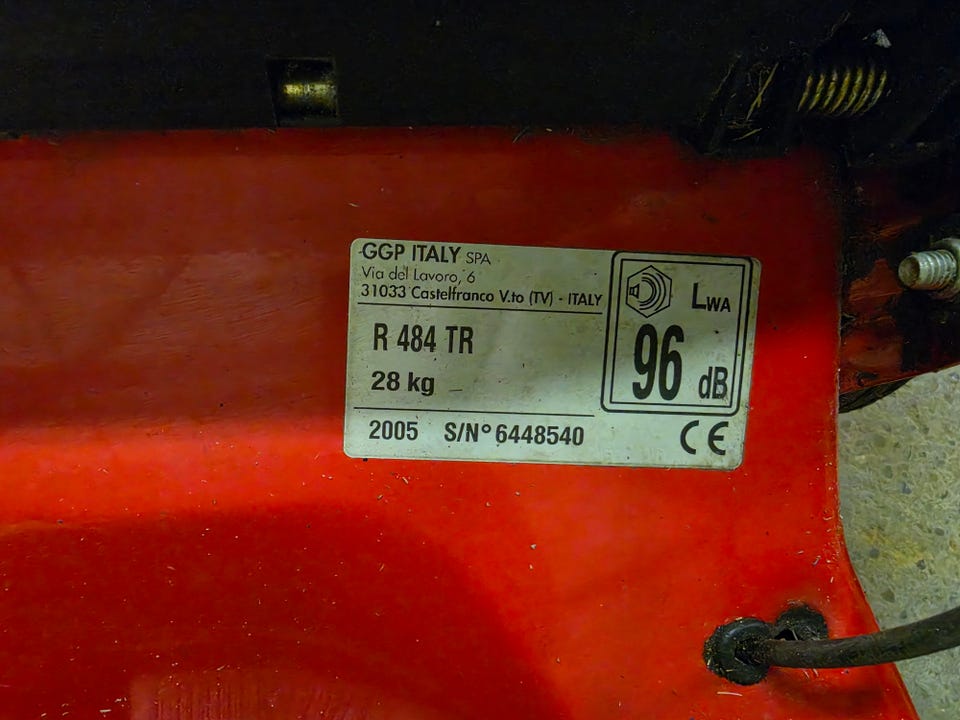 GGP ITALY SPA
Via del Lavoro, 6
31033 Castelfranco V.to (TV) - ITALY
R 484 TR
28 kg
2005 S/N° 6448540
LWA
96 dB
CE